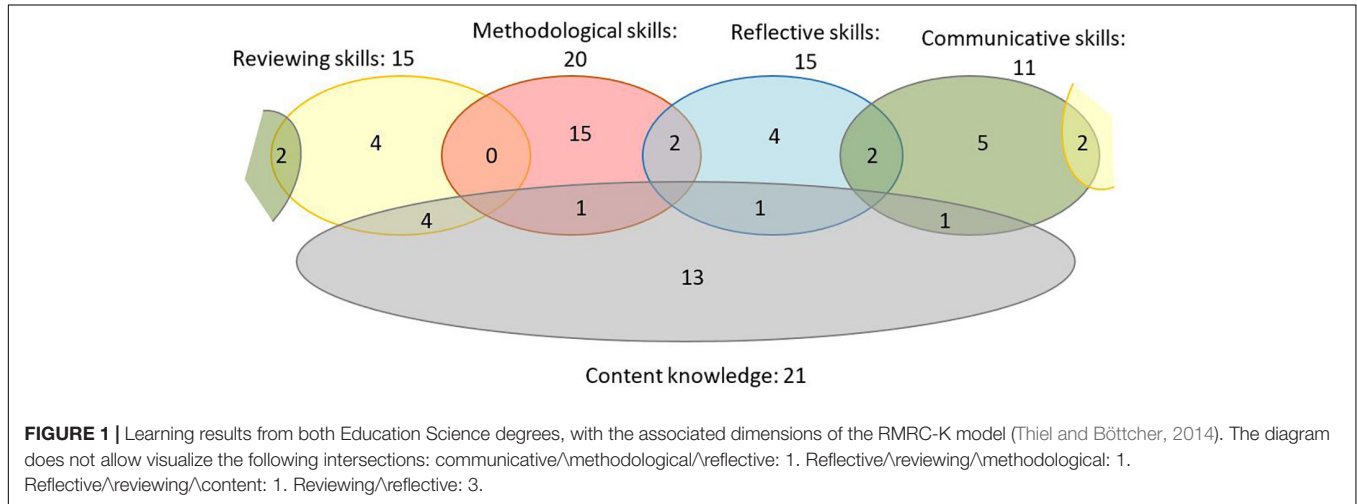 Reviewing skills: 15
Methodological skills:
20
Reflective skills:
15
Communicative skills:
11
2
4
0
15
2
4
2
5
2
4
1
1
1
13
Content knowledge: 21
FIGURE 1 | Learning results from both Education Science degrees, with the associated dimensions of the RMRC-K model (Thiel and Böttcher, 2014). The diagram
does not allow visualize the following intersections: communicative/\methodological/\reflective: 1. Reflective/\reviewing/\methodological: 1.
Reflective/\reviewing/\content: 1. Reviewing/\reflective: 3.